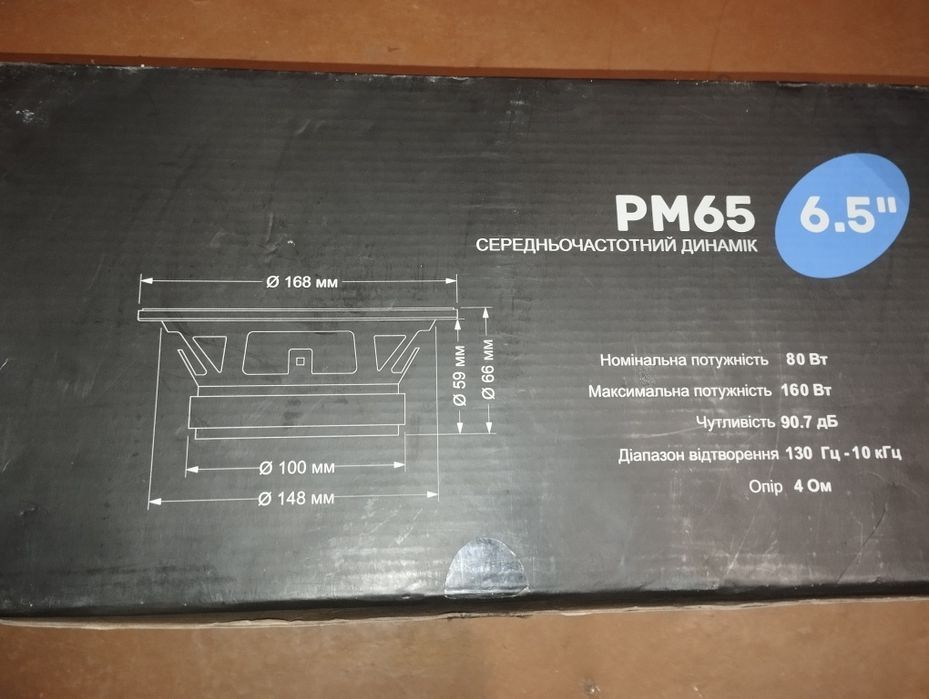 PM65
6.5"
СЕРЕДНЬОЧАСТОТНИЙ ДИНАМІК
Ø 168 мм
Ø 59 мм
Ø 66 мм
Ø 100 мм
Ø 148 мм
Номінальна потужність 80 Вт
Максимальна потужність 160 Вт
Чутливість 90.7 дБ
Діапазон відтворення 130 Гц - 10 кГц
Опір 4 Ом